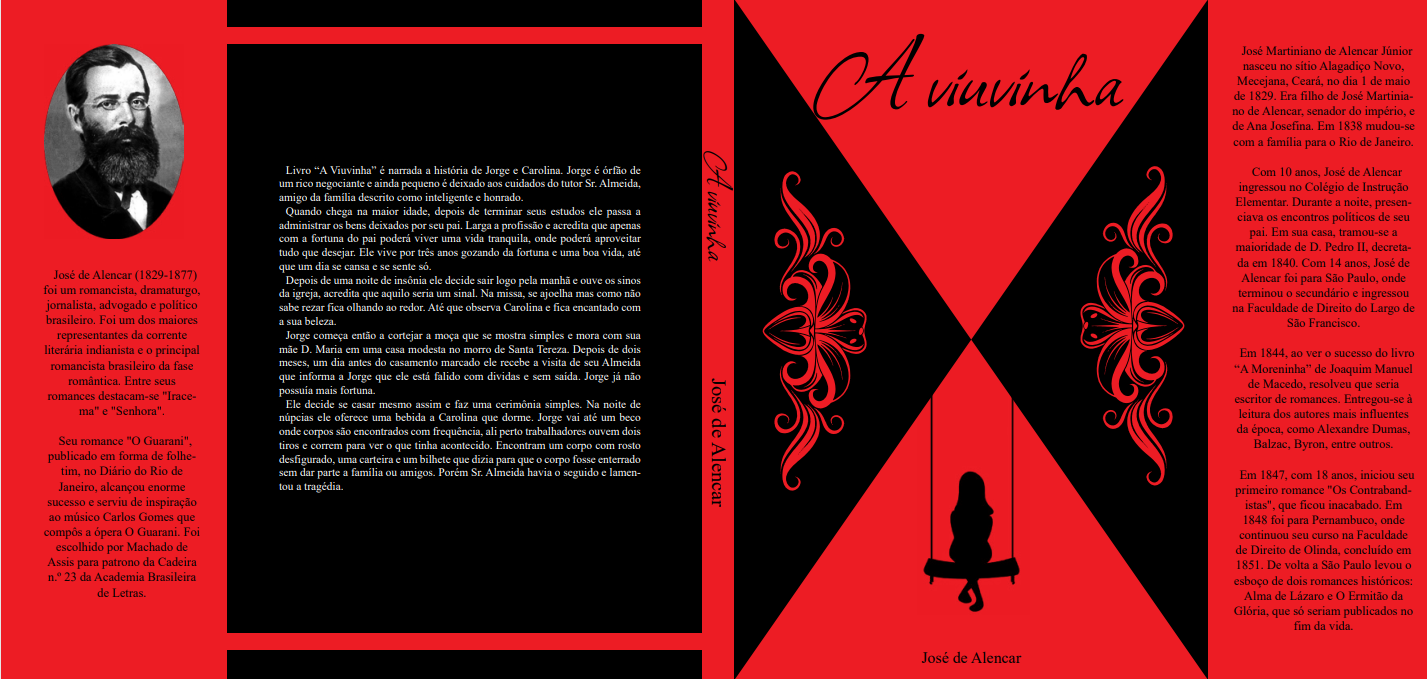 José de Alencar (1829-1877)
foi um romancista, dramaturgo,
jornalista, advogado e político
brasileiro. Foi um dos maiores
representantes da corrente
literária indianista e o principal
romancista brasileiro da fase
romântica. Entre seus
romances destacam-se "Irace-
ma" e "Senhora".
Seu romance "O Guarani",
publicado em forma de folhe-
tim, no Diário do Rio de
Janeiro, alcançou enorme
sucesso e serviu de inspiração
ao músico Carlos Gomes que
compôs a ópera O Guarani. Foi
escolhido por Machado de
Assis para patrono da Cadeira
n.º 23 da Academia Brasileira
de Letras.
Livro “A Viuvinha” é narrada a história de Jorge e Carolina. Jorge é órfão de
um rico negociante e ainda pequeno é deixado aos cuidados do tutor Sr. Almeida,
amigo da família descrito como inteligente e honrado.
Quando chega na maior idade, depois de terminar seus estudos ele passa a
administrar os bens deixados por seu pai. Larga a profissão e acredita que apenas
com a fortuna do pai poderá viver uma vida tranquila, onde poderá aproveitar
tudo que desejar. Ele vive por três anos gozando da fortuna e uma boa vida, até
que um dia se cansa e se sente só.
Depois de uma noite de insônia ele decide sair logo pela manhã e ouve os sinos
da igreja, acredita que aquilo seria um sinal. Na missa, se ajoelha mas como não
sabe rezar fica olhando ao redor. Até que observa Carolina e fica encantado com
a sua beleza.
Jorge começa então a cortejar a moça que se mostra simples e mora com sua
mãe D. Maria em uma casa modesta no morro de Santa Tereza. Depois de dois
meses, um dia antes do casamento marcado ele recebe a visita de seu Almeida
que informa a Jorge que ele está falido com dívidas e sem saída. Jorge já não
possuía mais fortuna.
Ele decide se casar mesmo assim e faz uma cerimônia simples. Na noite de
núpcias ele oferece uma bebida a Carolina que dorme. Jorge vai até um beco
onde corpos são encontrados com frequência, ali perto trabalhadores ouvem dois
tiros e correm para ver o que tinha acontecido. Encontram um corpo com rosto
desfigurado, uma carteira e um bilhete que dizia para que o corpo fosse enterrado
sem dar parte a família ou amigos. Porém Sr. Almeida havia o seguido e lamen-
tou a tragédia.
A viuvinha
José de Alencar
A viuvinha
José de Alencar
José Martiniano de Alencar Júnior
nasceu no sítio Alagadiço Novo,
Mecejana, Ceará, no dia 1 de maio
de 1829. Era filho de José Martinia-
no de Alencar, senador do império, e
de Ana Josefina. Em 1838 mudou-se
com a família para o Rio de Janeiro.
Com 10 anos, José de Alencar
ingressou no Colégio de Instrução
Elementar. Durante a noite, presen-
ciava os encontros políticos de seu
pai. Em sua casa, tramou-se a
maioridade de D. Pedro II, decreta-
da em 1840. Com 14 anos, José de
Alencar foi para São Paulo, onde
terminou o secundário e ingressou
na Faculdade de Direito do Largo de
São Francisco.
Em 1844, ao ver o sucesso do livro
“A Moreninha” de Joaquim Manuel
de Macedo, resolveu que seria
escritor de romances. Entregou-se à
leitura dos autores mais influentes
da época, como Alexandre Dumas,
Balzac, Byron, entre outros.
Em 1847, com 18 anos, iniciou seu
primeiro romance "Os Contraband-
istas", que ficou inacabado. Em
1848 foi para Pernambuco, onde
continuou seu curso na Faculdade
de Direito de Olinda, concluído em
1851. De volta a São Paulo levou o
esboço de dois romances históricos:
Alma de Lázaro e O Ermitão da
Glória, que só seriam publicados no
fim da vida.